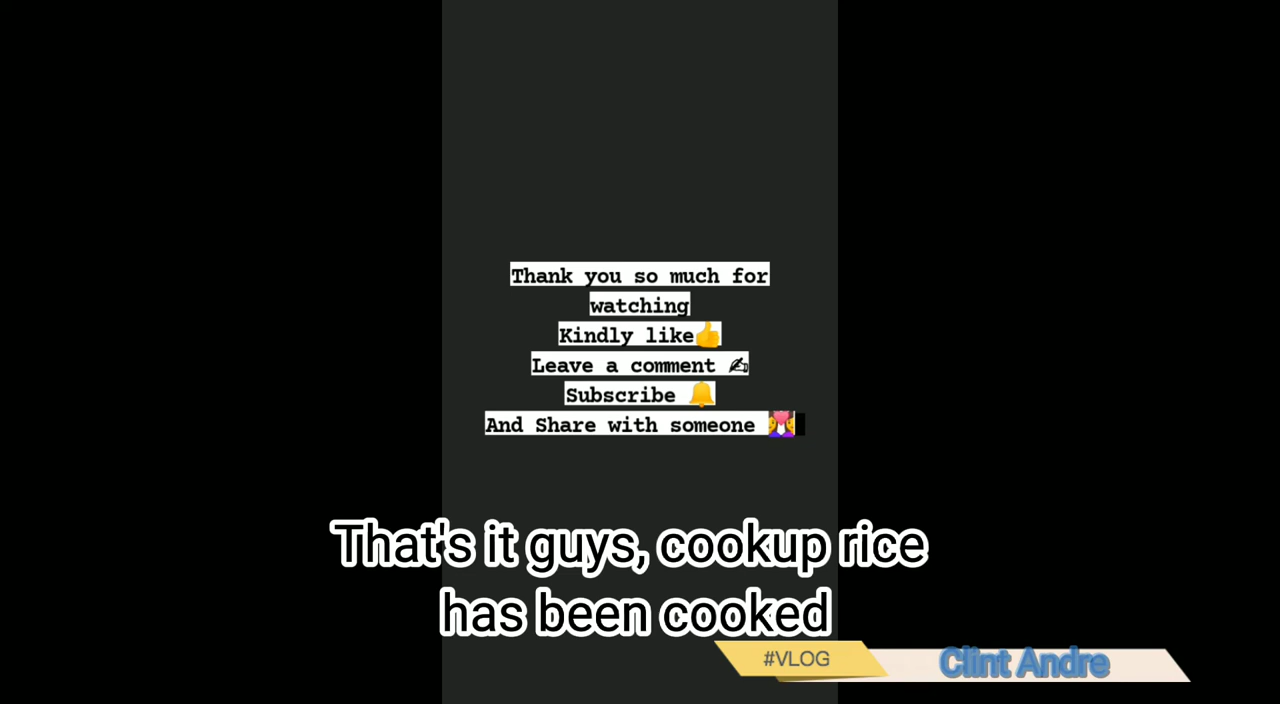 Thank you so much for
watching
Kindly like👍
Leave a comment ✍
Subscribe 🔔
And Share with someone 👩‍❤️‍👩
That's it guys, cookup rice
has been cooked
#VLOG
Clint Andre